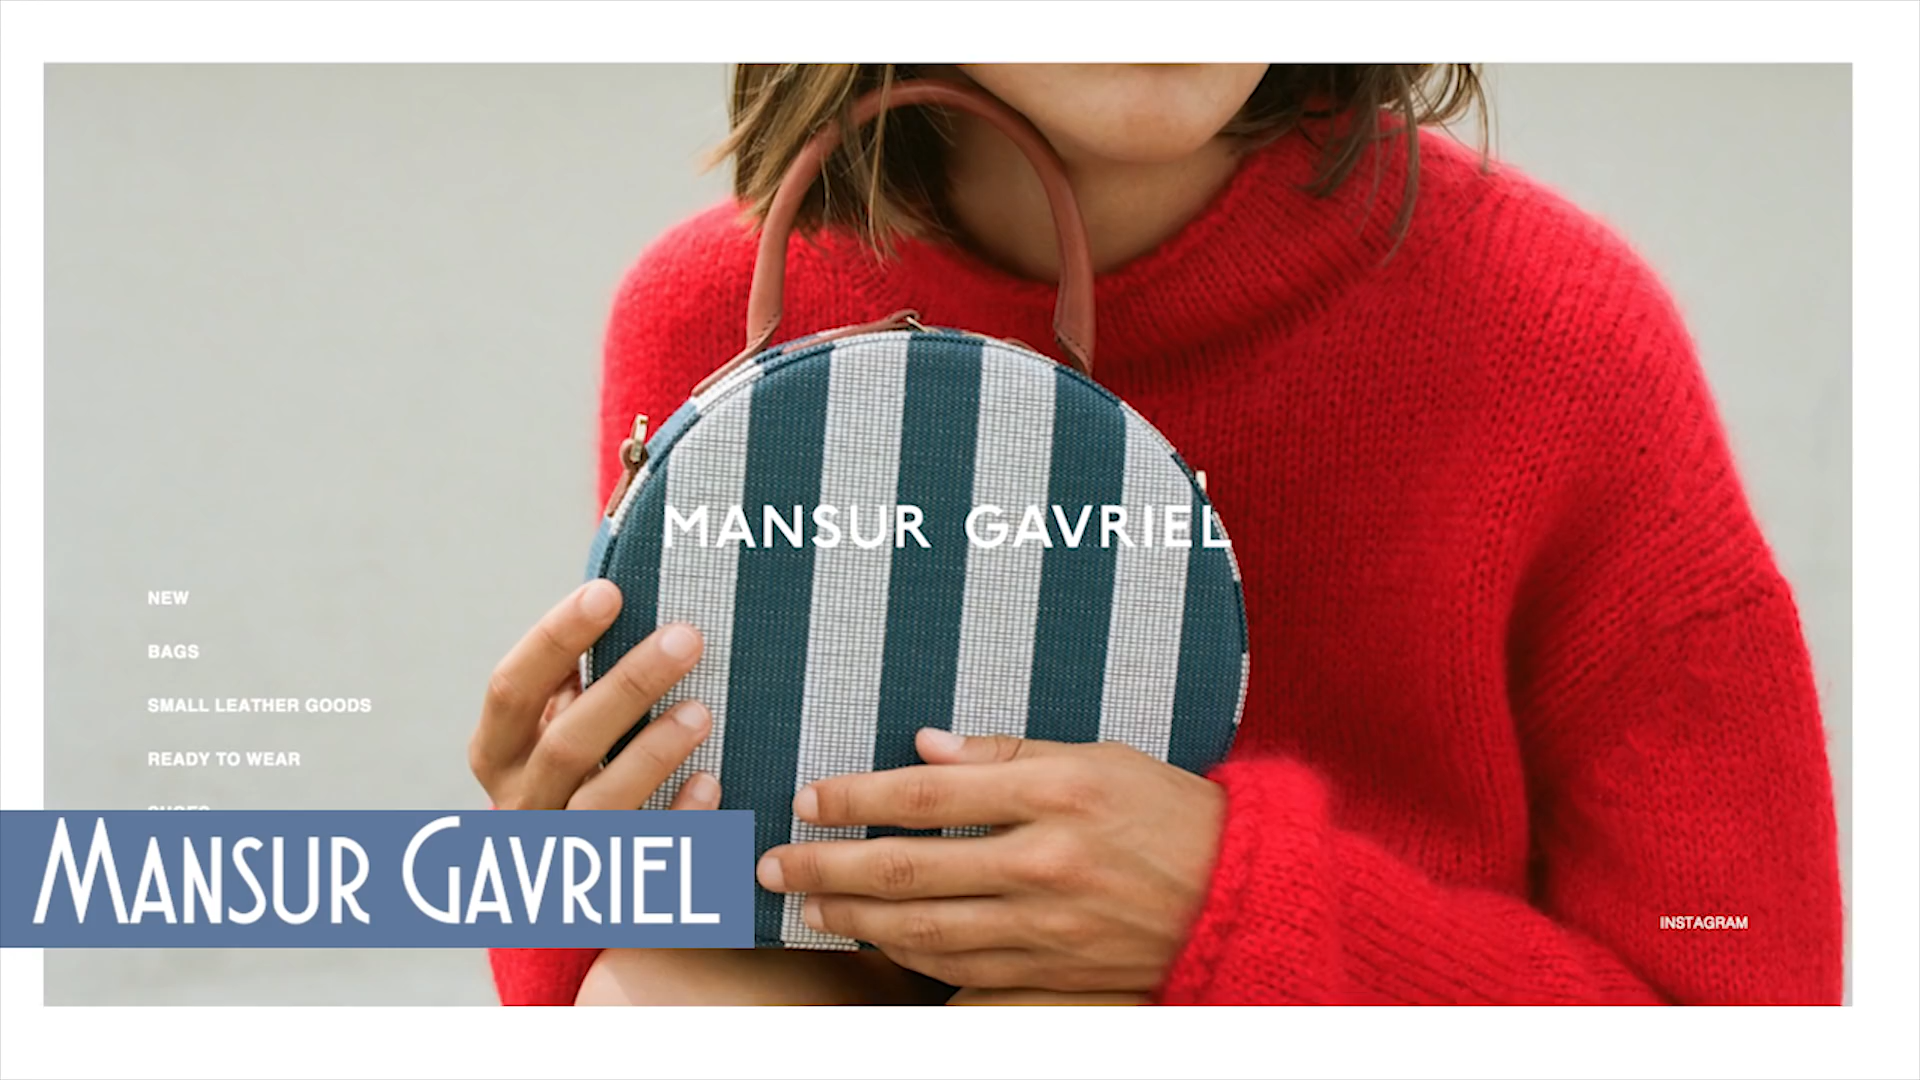 MANSUR GAVRIEL
NEW
BAGS
SMALL LEATHER GOODS
READY TO WEAR
MANSUR GAVRIEL
INSTAGRAM